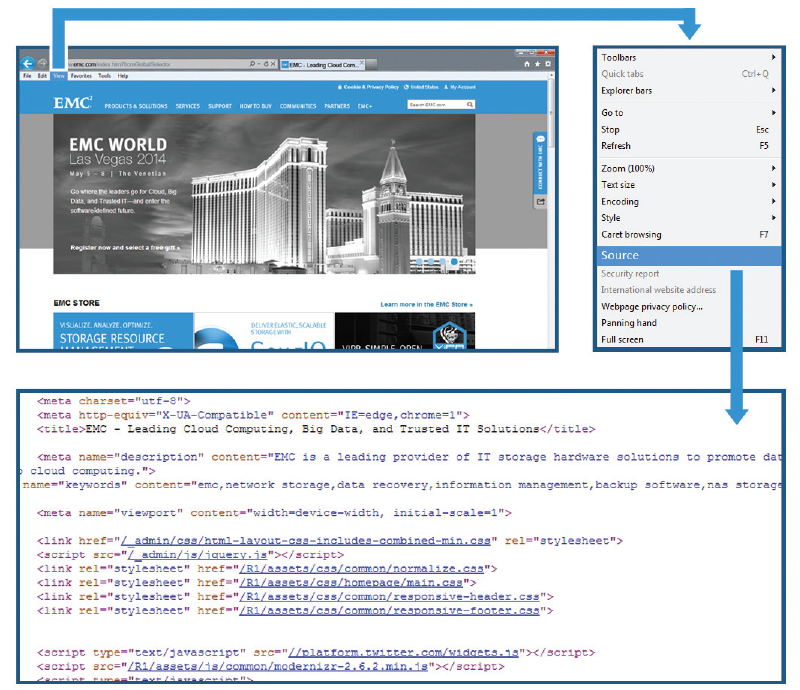 emc.com/index.htm?fromGlobalSelector
EMC - Leading Cloud Com...
File Edit View Favorites Tools Help
Cookie & Privacy Policy United States My Account
EMC²
PRODUCTS & SOLUTIONS SERVICES SUPPORT HOW TO BUY COMMUNITIES PARTNERS EMC+
Search EMC.com
EMC WORLD
Las Vegas 2014
May 5 - 8 | The Venetian
Go where the leaders go for Cloud, Big
Data, and Trusted IT—and enter the
software-defined future.
Register now and select a free gift »
CONNECT WITH EMC
EMC STORE
Learn more in the EMC Store »
VISUALIZE. ANALYZE. OPTIMIZE.
STORAGE RESOURCE
MANAGEMENT
DELIVER ELASTIC, SCALABLE
STORAGE WITH
ScaleIO
VIPR. SIMPLE. OPEN.
Toolbars
Quick tabs Ctrl+Q
Explorer bars
Go to
Stop Esc
Refresh F5
Zoom (100%)
Text size
Encoding
Style
Caret browsing F7
Source
Security report
International website address
Webpage privacy policy...
Panning hand
Full screen F11
<meta charset="utf-8">
<meta http-equiv="X-UA-Compatible" content="IE=edge,chrome=1">
<title>EMC - Leading Cloud Computing, Big Data, and Trusted IT Solutions</title>
<meta name="description" content="EMC is a leading provider of IT storage hardware solutions to promote dat
o cloud computing.">
name="keywords" content="emc,network storage,data recovery,information management,backup software,nas storage
<meta name="viewport" content="width=device-width, initial-scale=1">
<link href="/_admin/css/html-layout-css-includes-combined-min.css" rel="stylesheet">
<script src="/_admin/js/jquery.js"></script>
<link rel="stylesheet" href="/R1/assets/css/common/normalize.css">
<link rel="stylesheet" href="/R1/assets/css/homepage/main.css">
<link rel="stylesheet" href="/R1/assets/css/common/responsive-header.css">
<link rel="stylesheet" href="/R1/assets/css/common/responsive-footer.css">
<script type="text/javascript" src="//platform.twitter.com/widgets.js"></script>
<script src="/R1/assets/js/common/modernizr-2.6.2.min.js"></script>
<script type="text/javascript">